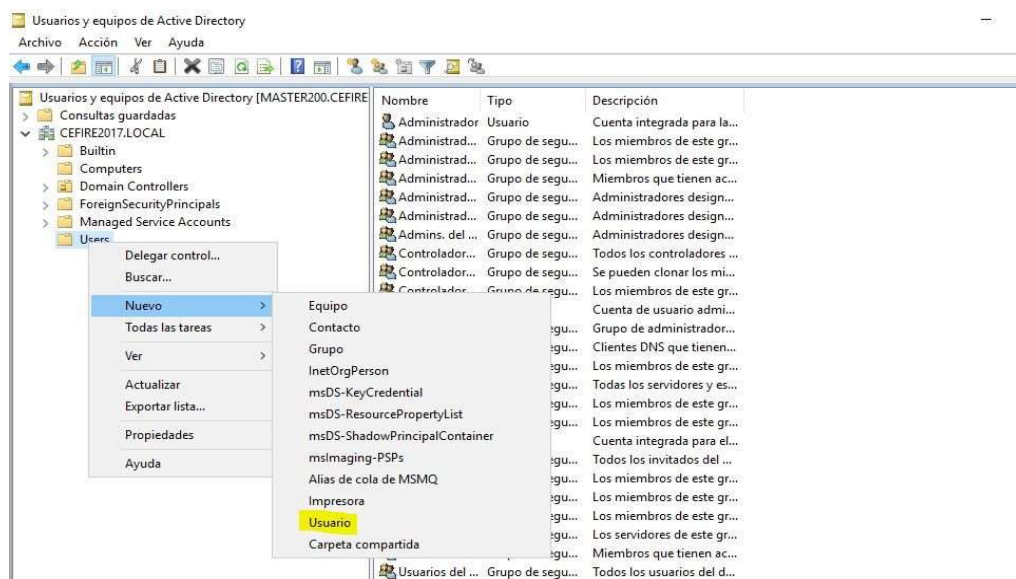 Usuarios y equipos de Active Directory
Archivo Acción Ver Ayuda
Usuarios y equipos de Active Directory [MASTER200.CEFIRE
Consultas guardadas
CEFIRE2017.LOCAL
Builtin
Computers
Domain Controllers
ForeignSecurityPrincipals
Managed Service Accounts
Users
Delegar control...
Buscar...
Nuevo
Todas las tareas
Ver
Actualizar
Exportar lista...
Propiedades
Ayuda
Equipo
Contacto
Grupo
InetOrgPerson
msDS-KeyCredential
msDS-ResourcePropertyList
msDS-ShadowPrincipalContainer
msImaging-PSPs
Alias de cola de MSMQ
Impresora
Usuario
Carpeta compartida
Nombre Tipo Descripción
Administrador Usuario Cuenta integrada para la...
Administrad... Grupo de segu... Los miembros de este gr...
Administrad... Grupo de segu... Los miembros de este gr...
Administrad... Grupo de segu... Miembros que tienen ac...
Administrad... Grupo de segu... Administradores design...
Administrad... Grupo de segu... Administradores design...
Admins. del ... Grupo de segu... Administradores design...
Controlador... Grupo de segu... Todos los controladores ...
Controlador... Grupo de segu... Se pueden clonar los mi...
Controlador... Grupo de segu... Los miembros de este gr...
Cuenta de usuario admi...
egu... Grupo de administrador...
egu... Clientes DNS que tienen...
egu... Los miembros de este gr...
egu... Todas los servidores y es...
egu... Los miembros de este gr...
egu... Los miembros de este gr...
Cuenta integrada para el...
egu... Todos los invitados del ...
egu... Los miembros de este gr...
egu... Los miembros de este gr...
egu... Los miembros de este gr...
egu... Los servidores de este gr...
egu... Miembros que tienen ac...
Usuarios del ... Grupo de segu... Todos los usuarios del d...